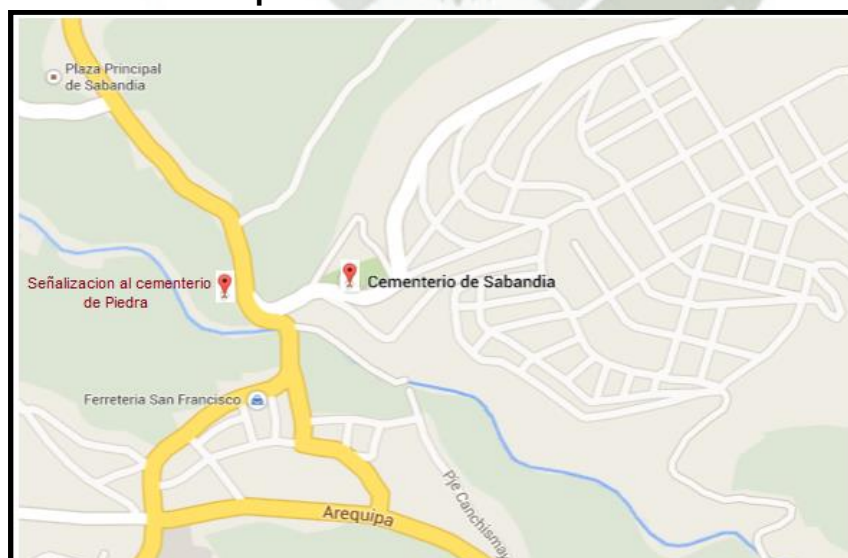 Plaza Principal
de Sabandia
Señalizacion al cementerio
de Piedra
Cementerio de Sabandia
Ferreteria San Francisco
Arequipa